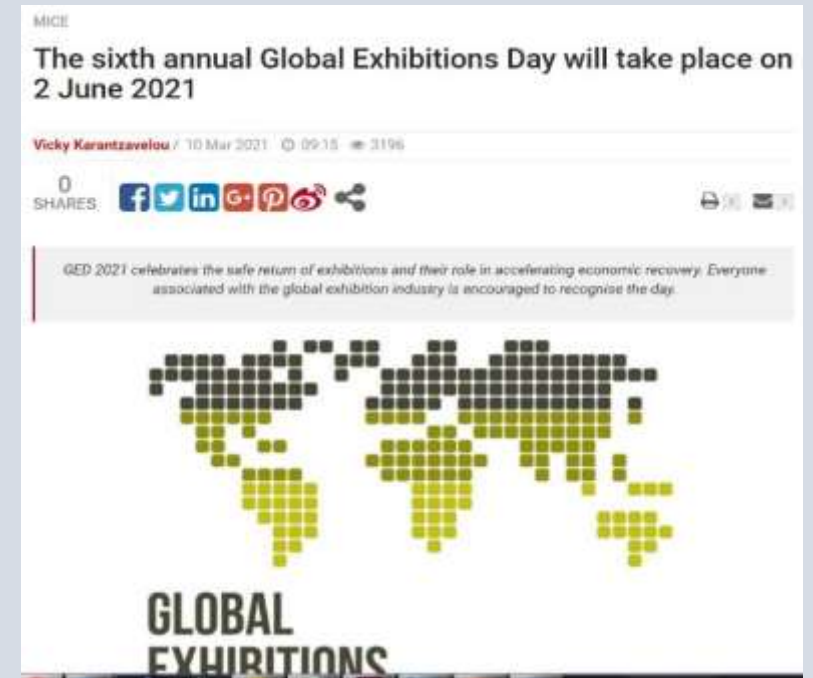 MICE
The sixth annual Global Exhibitions Day will take place on
2 June 2021
Vicky Karantzavelou / 10 Mar 2021 09:15 3196
0
SHARES
GED 2021 celebrates the safe return of exhibitions and their role in accelerating economic recovery. Everyone
associated with the global exhibition industry is encouraged to recognise the day.
GLOBAL
EXHIBITIONS